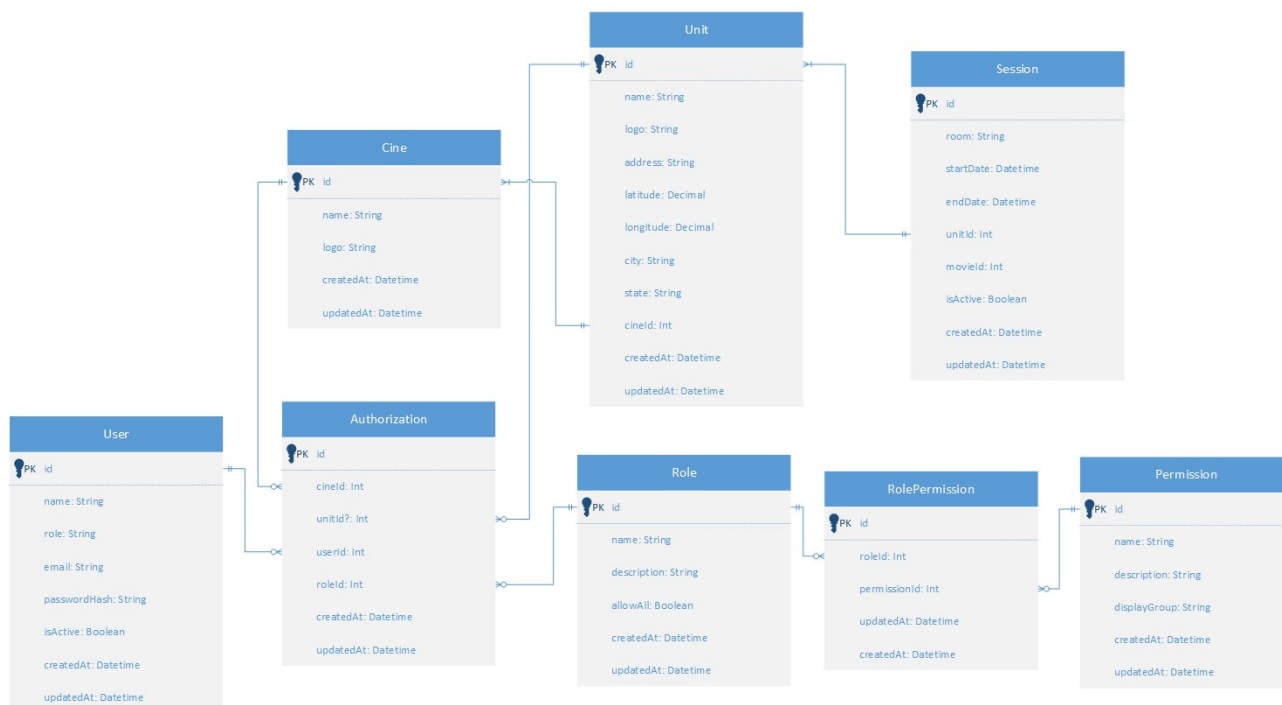 Unit
PK id
name: String
logo: String
address: String
latitude: Decimal
longitude: Decimal
city: String
state: String
cineId: Int
createdAt: Datetime
updatedAt: Datetime
Session
PK id
room: String
startDate: Datetime
endDate: Datetime
unitId: Int
movieId: Int
isActive: Boolean
createdAt: Datetime
updatedAt: Datetime
Cine
PK id
name: String
logo: String
createdAt: Datetime
updatedAt: Datetime
User
PK id
name: String
role: String
email: String
passwordHash: String
isActive: Boolean
createdAt: Datetime
updatedAt: Datetime
Authorization
PK id
cineId: Int
unitId?: Int
userId: Int
roleId: Int
createdAt: Datetime
updatedAt: Datetime
Role
PK id
name: String
description: String
allowAll: Boolean
createdAt: Datetime
updatedAt: Datetime
RolePermission
PK id
roleId: Int
permissionId: Int
updatedAt: Datetime
createdAt: Datetime
Permission
PK id
name: String
description: String
displayGroup: String
createdAt: Datetime
updatedAt: Datetime